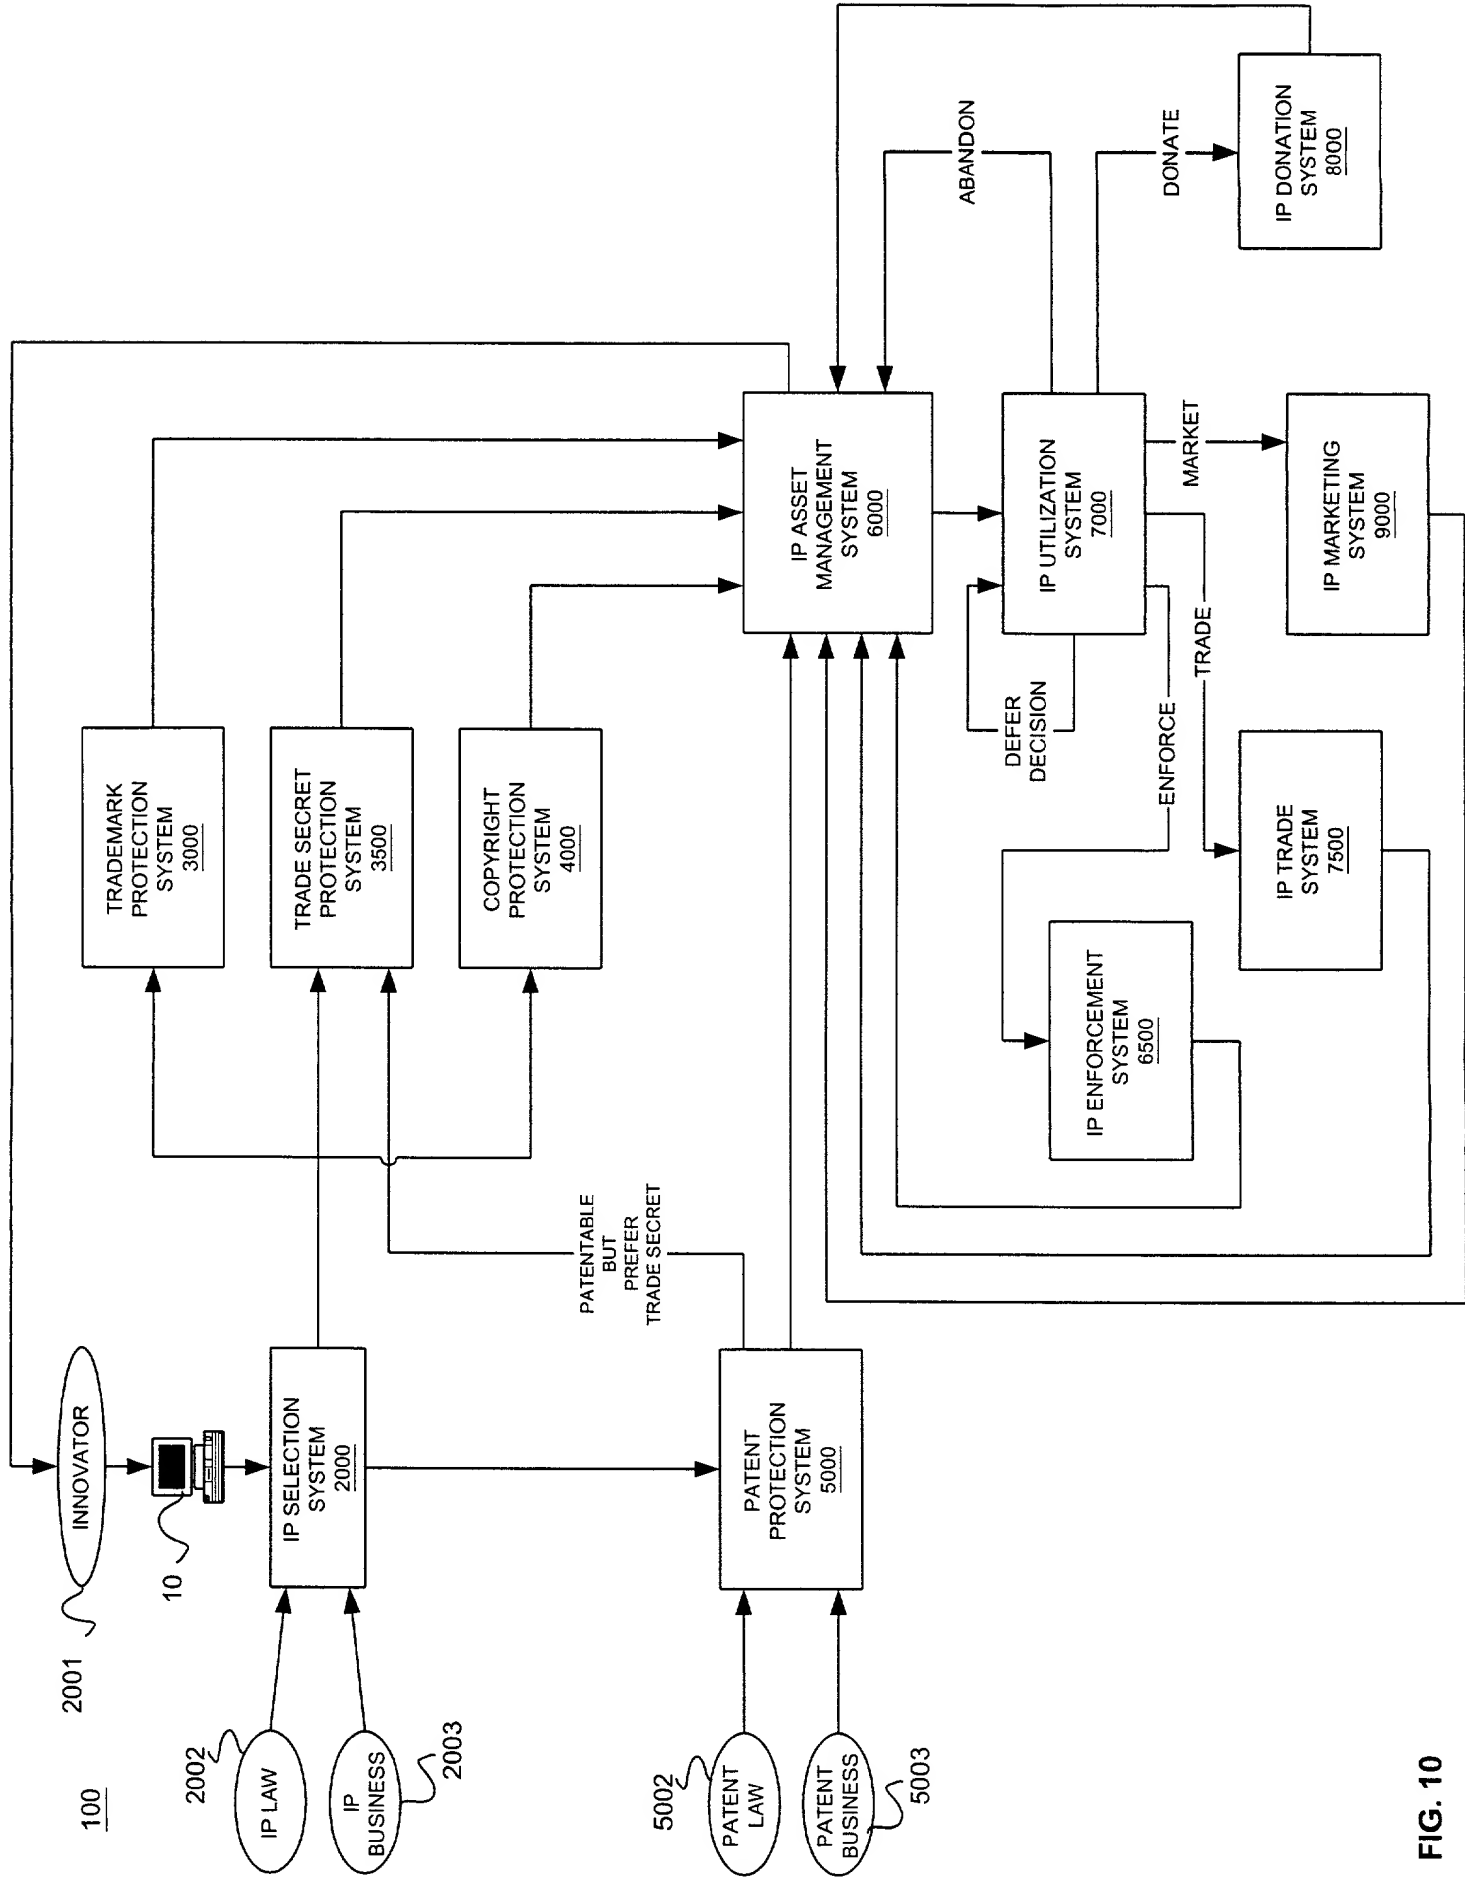 100
2001
INNOVATOR
10
2002
IP LAW
IP
BUSINESS
2003
IP SELECTION
SYSTEM
2000
TRADEMARK
PROTECTION
SYSTEM
3000
TRADE SECRET
PROTECTION
SYSTEM
3500
COPYRIGHT
PROTECTION
SYSTEM
4000
PATENTABLE
BUT
PREFER
TRADE SECRET
5002
PATENT
LAW
PATENT
BUSINESS
5003
PATENT
PROTECTION
SYSTEM
5000
IP ASSET
MANAGEMENT
SYSTEM
6000
ABANDON
DEFER
DECISION
IP UTILIZATION
SYSTEM
7000
ENFORCE
TRADE
MARKET
DONATE
IP ENFORCEMENT
SYSTEM
6500
IP TRADE
SYSTEM
7500
IP MARKETING
SYSTEM
9000
IP DONATION
SYSTEM
8000
FIG. 10